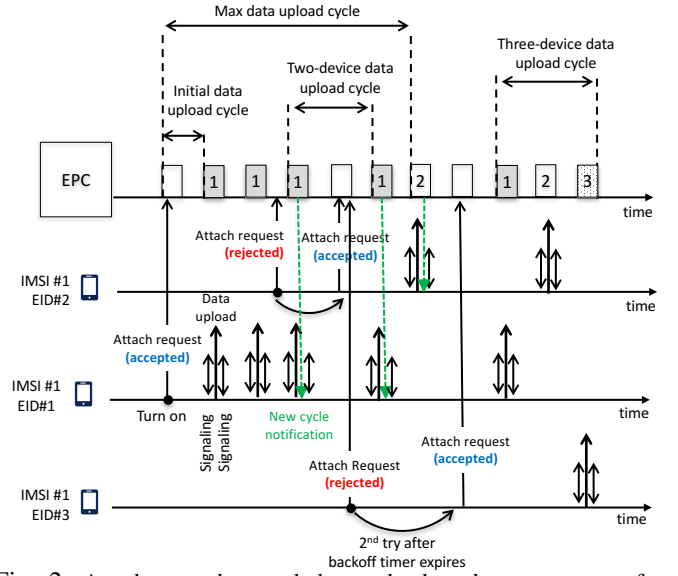 Max data upload cycle
Three-device data
upload cycle
Two-device data
upload cycle
Initial data
upload cycle
EPC
1
1
1
1
2
1
2
3
time
Attach request
(rejected)
Attach request
(accepted)
IMSI #1
EID#2
time
Data
upload
Attach request
(accepted)
IMSI #1
EID#1
time
Turn on
Signaling
Signaling
New cycle
notification
Attach request
(accepted)
Attach Request
(rejected)
IMSI #1
EID#3
time
2nd try after
backoff timer expires